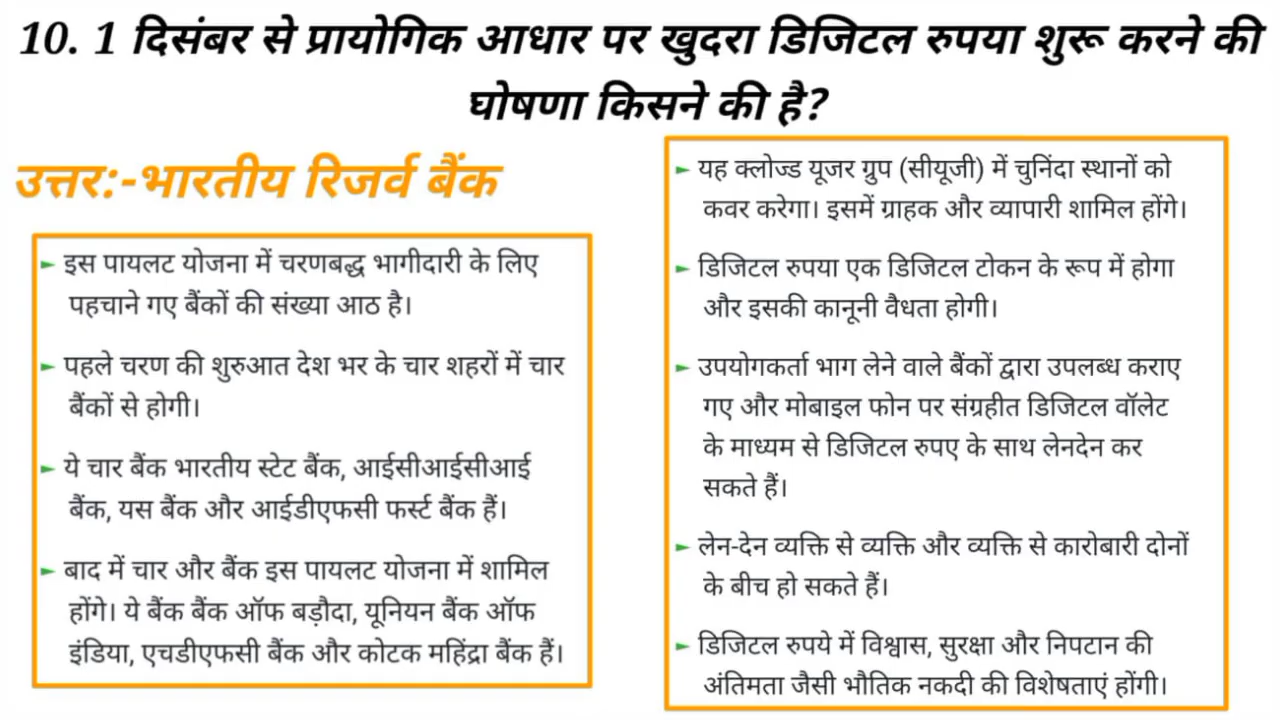 10. 1 दिसंबर से प्रायोगिक आधार पर खुदरा डिजिटल रुपया शुरू करने की
घोषणा किसने की है?
उत्तर:-भारतीय रिजर्व बैंक
► इस पायलट योजना में चरणबद्ध भागीदारी के लिए
पहचाने गए बैंकों की संख्या आठ है।
► पहले चरण की शुरुआत देश भर के चार शहरों में चार
बैंकों से होगी।
► ये चार बैंक भारतीय स्टेट बैंक, आईसीआईसीआई
बैंक, यस बैंक और आईडीएफसी फर्स्ट बैंक हैं।
► बाद में चार और बैंक इस पायलट योजना में शामिल
होंगे। ये बैंक बैंक ऑफ बड़ौदा, यूनियन बैंक ऑफ
इंडिया, एचडीएफसी बैंक और कोटक महिंद्रा बैंक हैं।
► यह क्लोज्ड यूजर ग्रुप (सीयूजी) में चुनिंदा स्थानों को
कवर करेगा। इसमें ग्राहक और व्यापारी शामिल होंगे।
► डिजिटल रुपया एक डिजिटल टोकन के रूप में होगा
और इसकी कानूनी वैधता होगी।
► उपयोगकर्ता भाग लेने वाले बैंकों द्वारा उपलब्ध कराए
गए और मोबाइल फोन पर संग्रहीत डिजिटल वॉलेट
के माध्यम से डिजिटल रुपए के साथ लेनदेन कर
सकते हैं।
► लेन-देन व्यक्ति से व्यक्ति और व्यक्ति से कारोबारी दोनों
के बीच हो सकते हैं।
► डिजिटल रुपये में विश्वास, सुरक्षा और निपटान की
अंतिमता जैसी भौतिक नकदी की विशेषताएं होंगी।